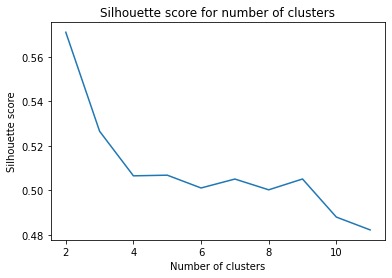 Silhouette score for number of clusters
0.56
0.54
0.52
0.50
0.48
Silhouette score
2 4 6 8 10
Number of clusters